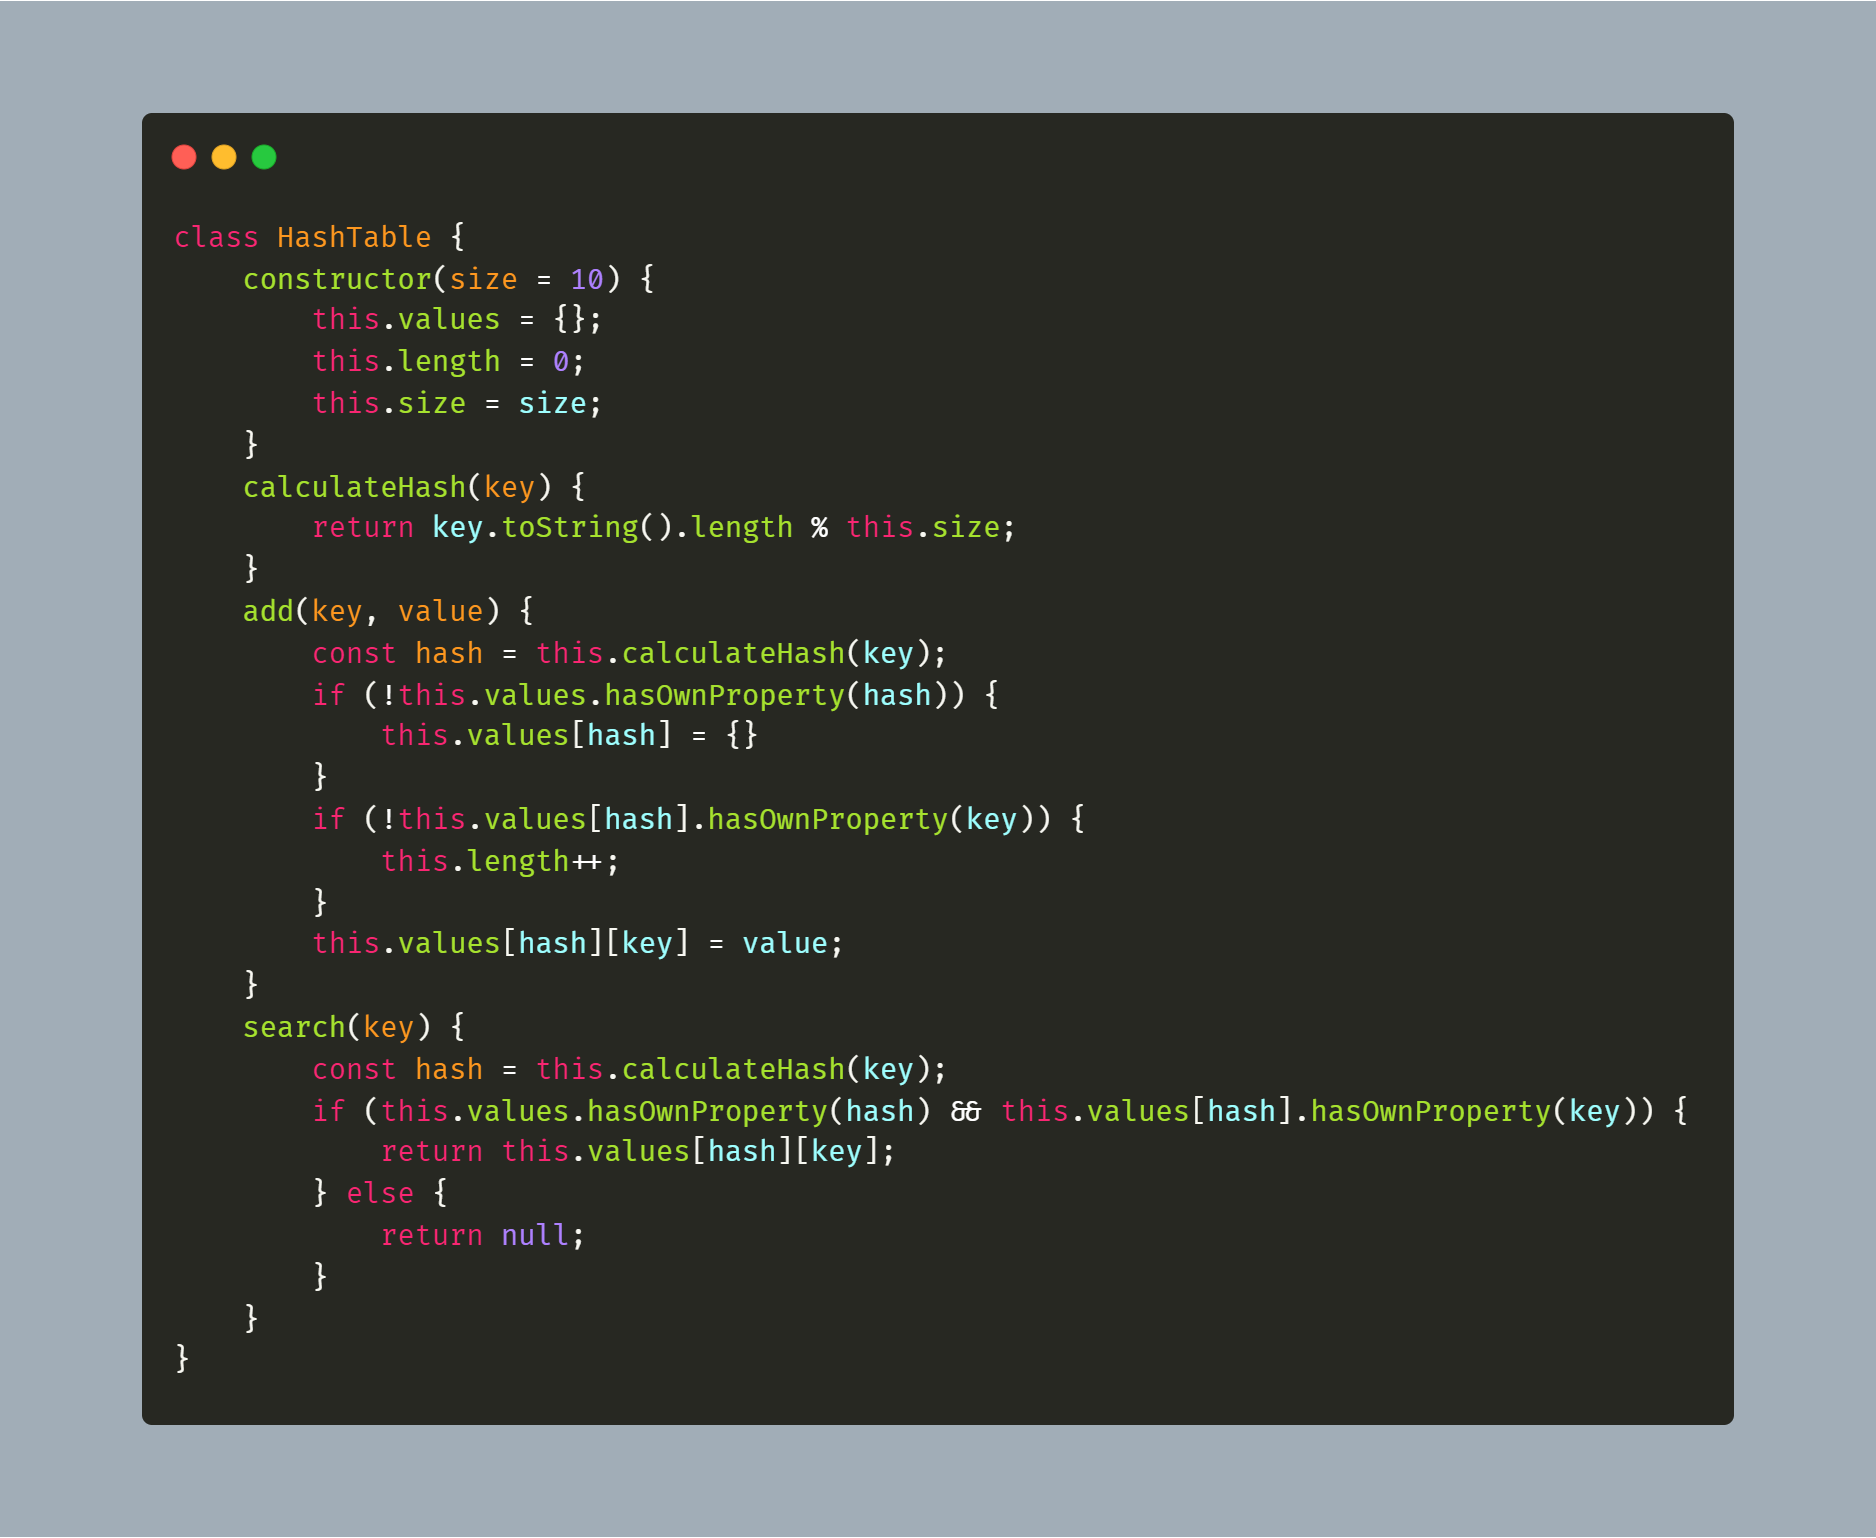 class HashTable {
    constructor(size = 10) {
        this.values = {};
        this.length = 0;
        this.size = size;
    }
    calculateHash(key) {
        return key.toString().length % this.size;
    }
    add(key, value) {
        const hash = this.calculateHash(key);
        if (!this.values.hasOwnProperty(hash)) {
            this.values[hash] = {}
        }
        if (!this.values[hash].hasOwnProperty(key)) {
            this.length++;
        }
        this.values[hash][key] = value;
    }
    search(key) {
        const hash = this.calculateHash(key);
        if (this.values.hasOwnProperty(hash) && this.values[hash].hasOwnProperty(key)) {
            return this.values[hash][key];
        } else {
            return null;
        }
    }
}